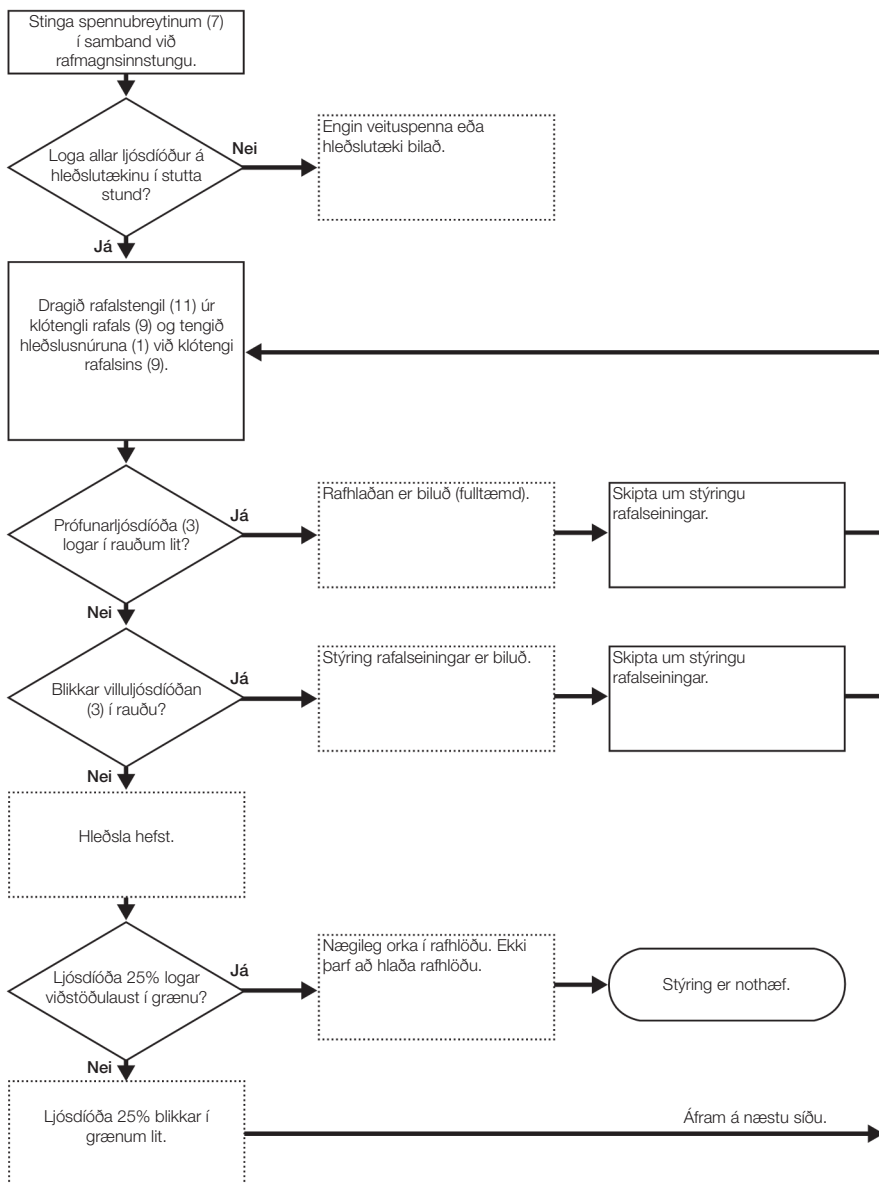 Stinga spennubreytinum (7)
í samband við
rafmagnsinnstungu.
Loga allar ljósdíóður á
hleðslutækinu í stutta
stund?
Nei
Engin veituspenna eða
hleðslutæki bilað.
Já
Dragið rafalstengil (11) úr
klótengli rafals (9) og tengið
hleðslusnúruna (1) við klótengi
rafalsins (9).
Prófunarljósdíóða (3)
logar í rauðum lit?
Já
Rafhlaðan er biluð (fulltæmd).
Skipta um stýringu
rafalseiningar.
Nei
Blikkar villuljósdíóðan
(3) í rauðu?
Já
Stýring rafalseiningar er biluð.
Skipta um stýringu
rafalseiningar.
Nei
Hleðsla hefst.
Ljósdíóða 25% logar
viðstöðulaust í grænu?
Já
Nægileg orka í rafhlöðu. Ekki
þarf að hlaða rafhlöðu.
Stýring er nothæf.
Nei
Ljósdíóða 25% blikkar í
grænum lit.
Áfram á næstu síðu.